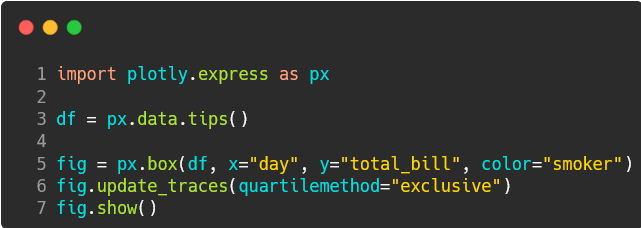 1 import plotly.express as px
2
3 df = px.data.tips()
4
5 fig = px.box(df, x="day", y="total_bill", color="smoker")
6 fig.update_traces(quartilemethod="exclusive")
7 fig.show()